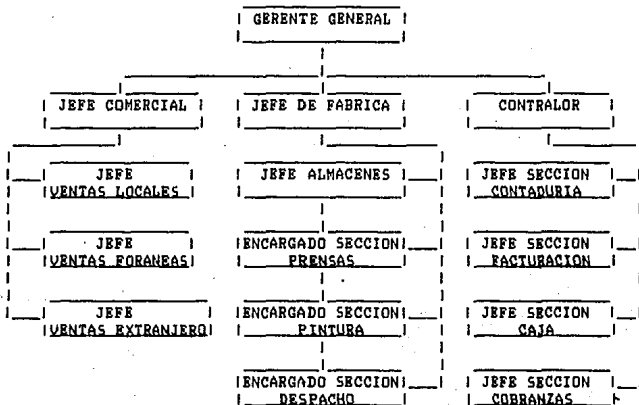 GERENTE GENERAL
JEFE COMERCIAL
JEFE DE FABRICA
CONTRALOR
JEFE
VENTAS LOCALES
JEFE ALMACENES
JEFE SECCION
CONTADURIA
JEFE
VENTAS FORANEAS
ENCARGADO SECCION
PRENSAS
JEFE SECCION
FACTURACION
JEFE
VENTAS EXTRANJERO
ENCARGADO SECCION
PINTURA
JEFE SECCION
CAJA
ENCARGADO SECCION
DESPACHO
JEFE SECCION
COBRANZAS